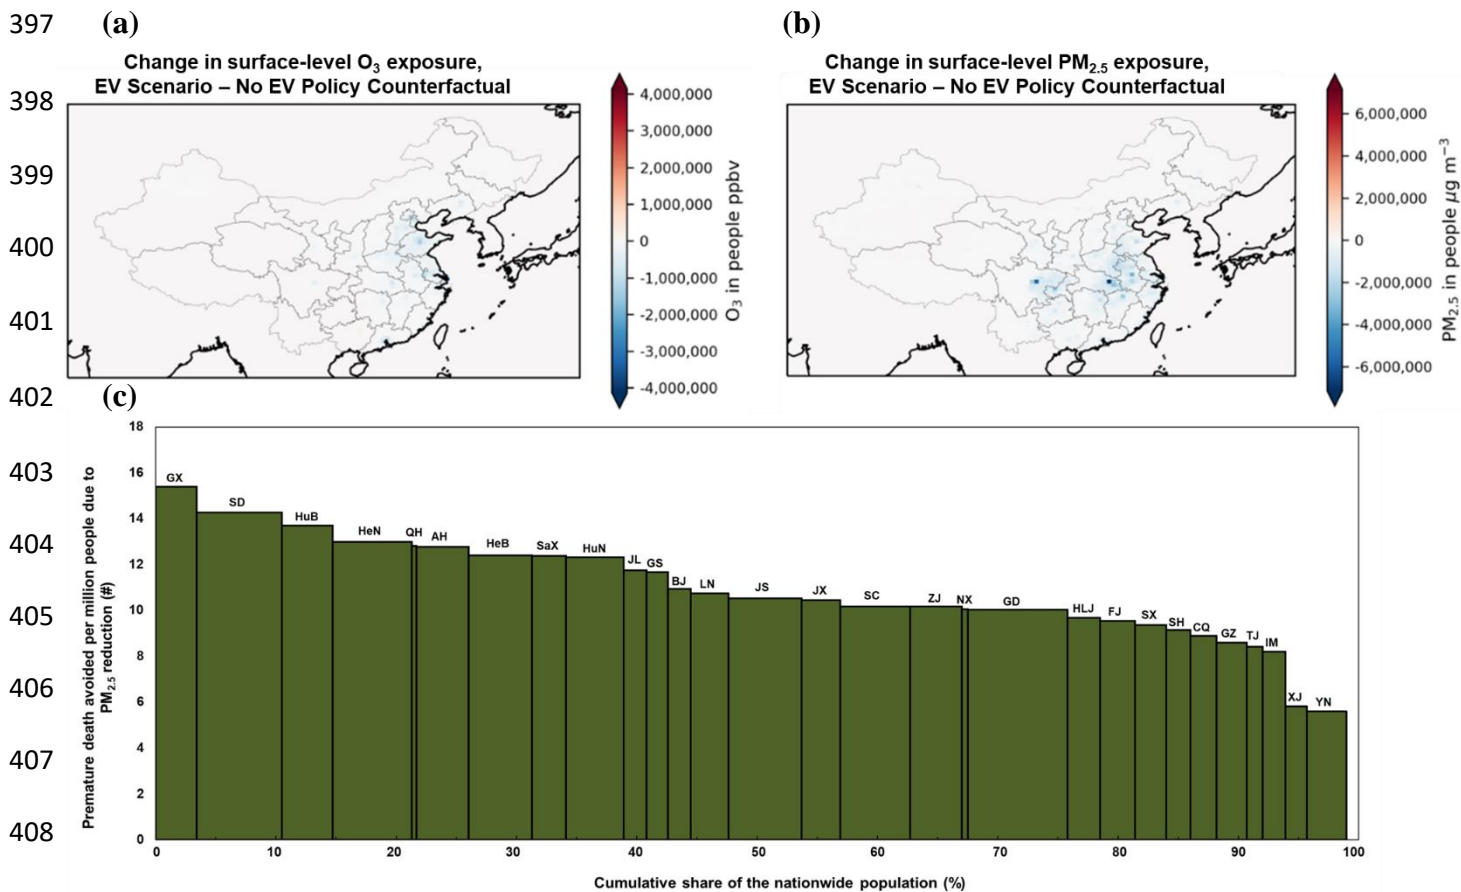 397
(a)
(b)
Change in surface-level O₃ exposure,
EV Scenario – No EV Policy Counterfactual
Change in surface-level PM₂.₅ exposure,
EV Scenario – No EV Policy Counterfactual
398
399
400
401
402
4,000,000
3,000,000
2,000,000
1,000,000
0
-1,000,000
-2,000,000
-3,000,000
-4,000,000
O₃ in people ppbv
6,000,000
4,000,000
2,000,000
0
-2,000,000
-4,000,000
-6,000,000
PM₂.₅ in people μg m⁻³
(c)
403
404
405
406
407
408
Premature death avoided per million people due to
PM₂.₅ reduction (#)
18
16
14
12
10
8
6
4
2
0
GX
SD
HuB
HeN
QH
AH
HeB
SaX
HuN
JL
GS
BJ
LN
JS
JX
SC
ZJ
NX
GD
HLJ
FJ
SX
SH
CQ
GZ
TJ
IM
XJ
YN
0 10 20 30 40 50 60 70 80 90 100
Cumulative share of the nationwide population (%)